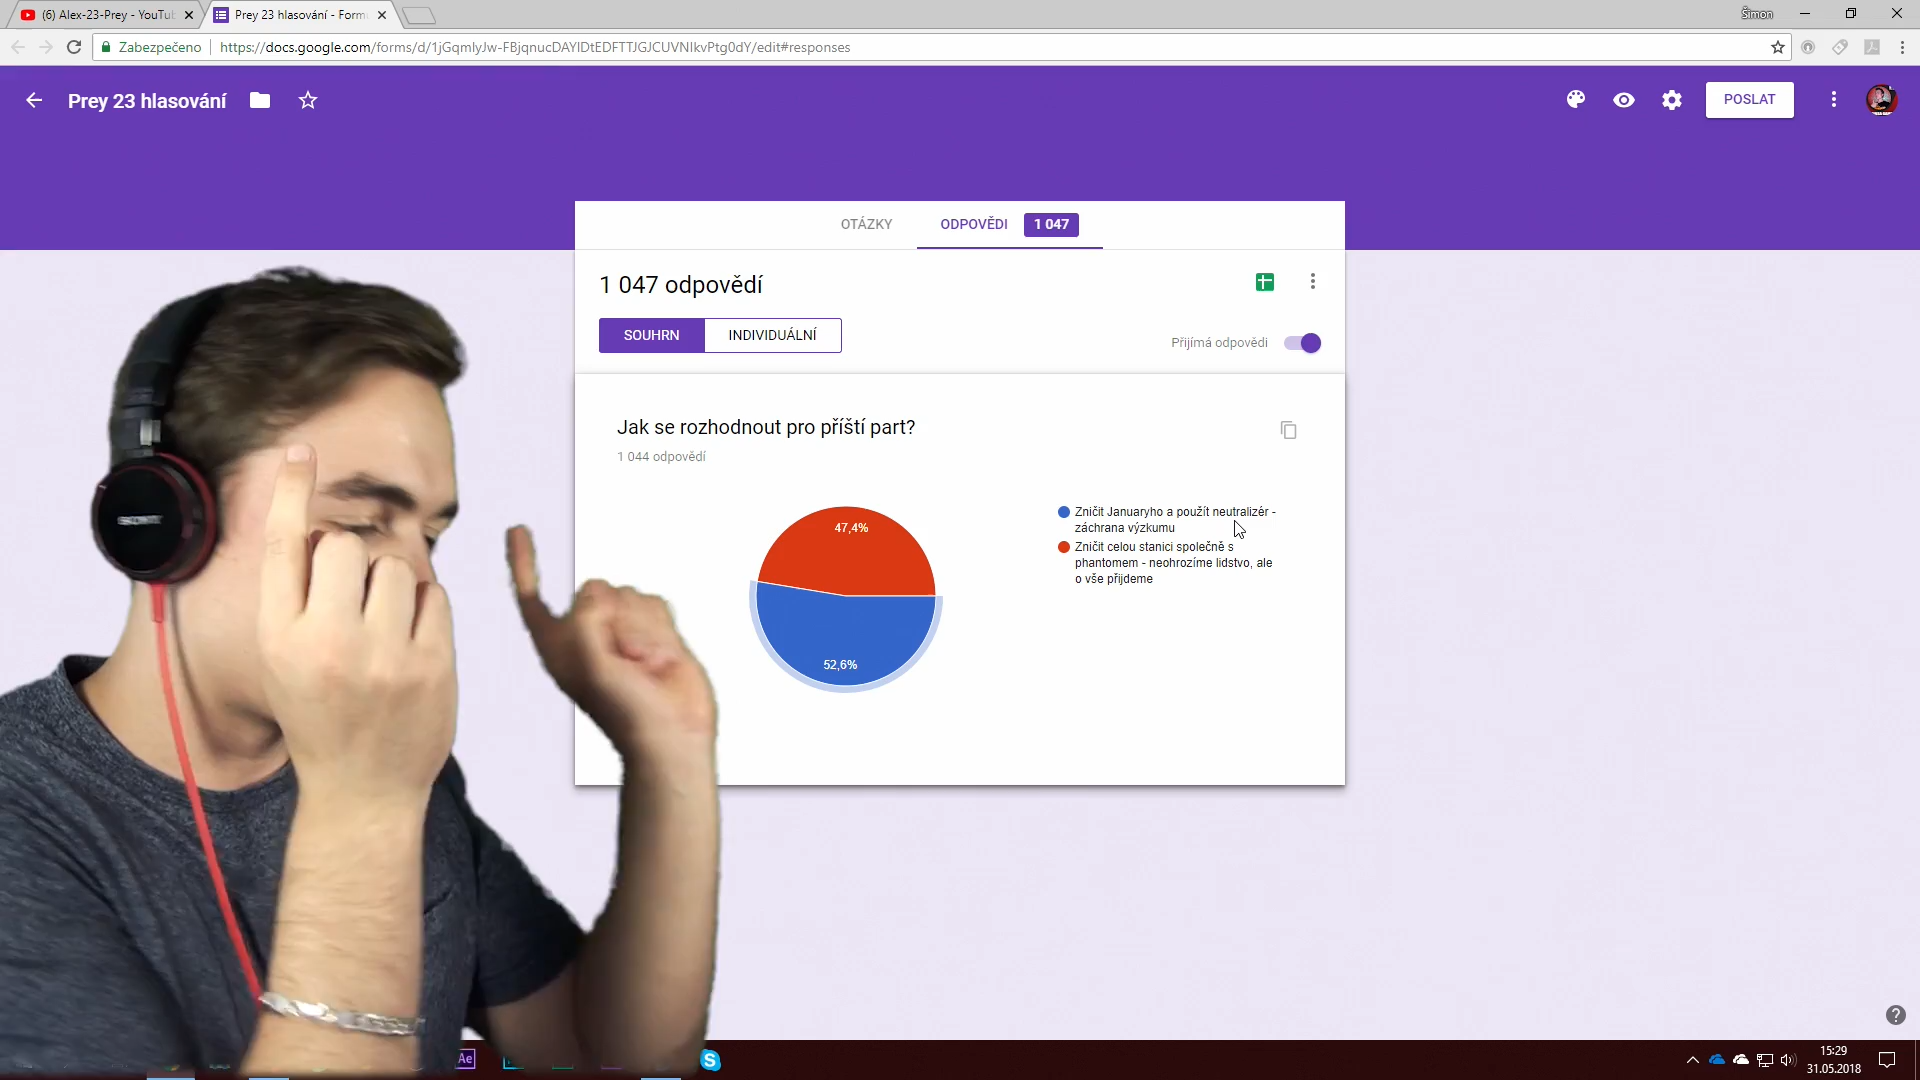 (6) Alex-23-Prey - YouTu
Prey 23 hlasování - Form
Šimon
Zabezpečeno
https://docs.google.com/forms/d/1jGqmlyJw-FBjqnucDAYlDtEDFTTJGJCUVNlkvPtg0dY/edit#responses
Prey 23 hlasování
POSLAT
OTÁZKY
ODPOVĚDI
1 047
1 047 odpovědí
SOUHRN
INDIVIDUÁLNÍ
Přijímá odpovědi
Jak se rozhodnout pro příští part?
1 044 odpovědí
47,4%
52,6%
Zničit Januaryho a použít neutralizér -
záchrana výzkumu
Zničit celou stanici společně s
phantomem - neohrozíme lidstvo, ale
o vše přijdeme
Ae
15:29
31.05.2018